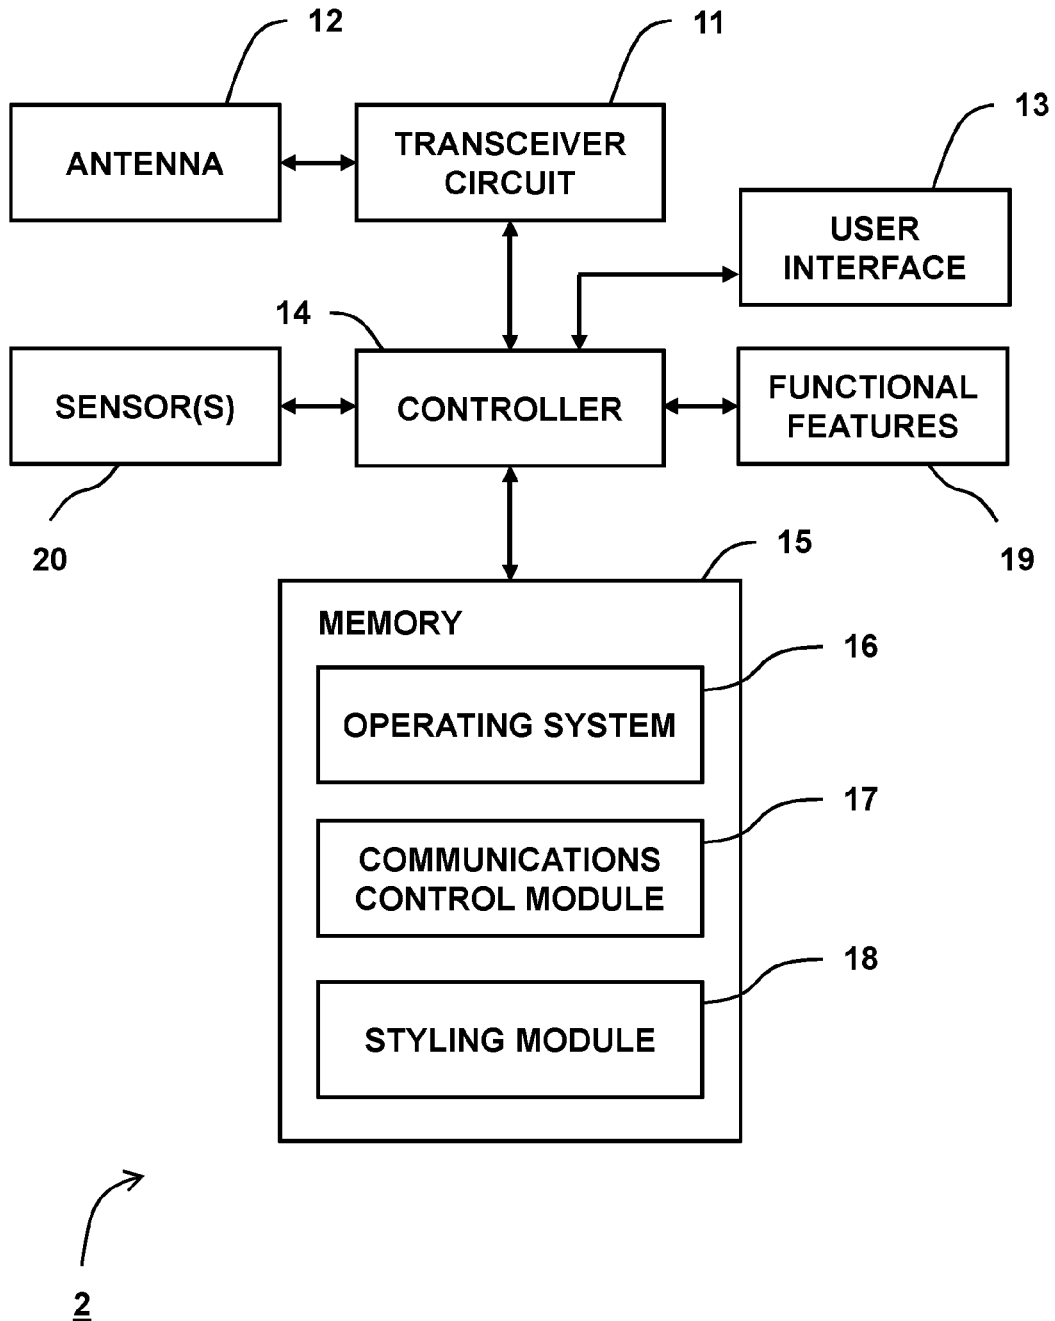 12
11
13
ANTENNA
TRANSCEIVER
CIRCUIT
USER
INTERFACE
14
SENSOR(S)
CONTROLLER
FUNCTIONAL
FEATURES
20
19
15
MEMORY
16
OPERATING SYSTEM
17
COMMUNICATIONS
CONTROL MODULE
18
STYLING MODULE
2